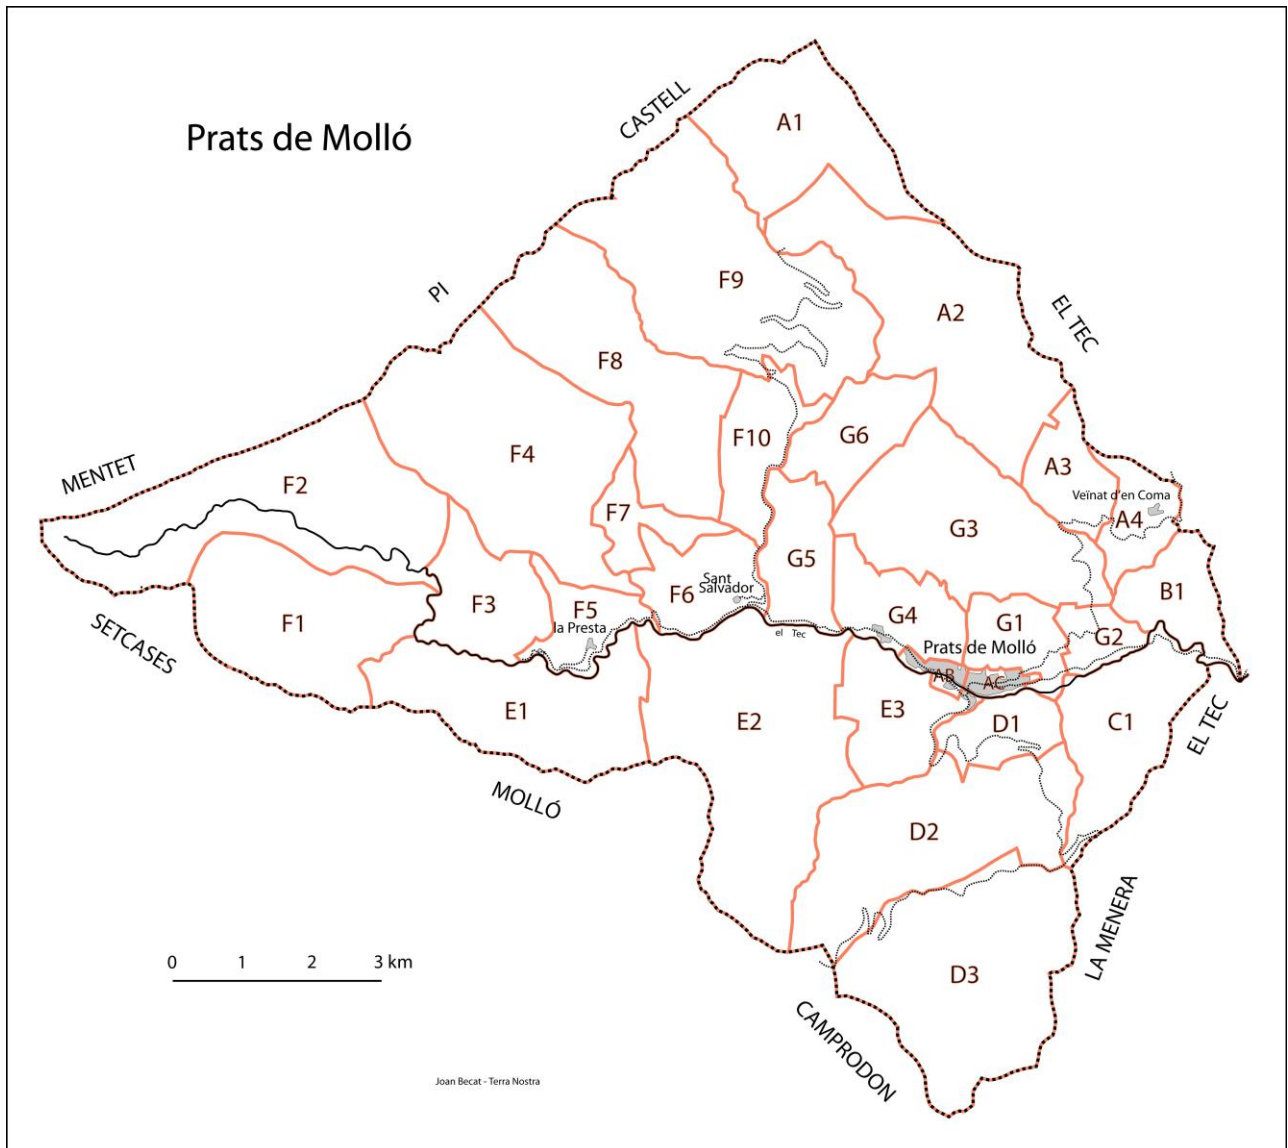 Prats de Molló
CASTELL
A1
PI
F9
A2
EL TEC
F8
F10
G6
MENTET
F2
F4
A3
Veïnat d'en Coma
A4
F7
G3
G5
SETCASES
F1
F3
F5
la Presta
F6
Sant
Salvador
el Tec
G4
G1
G2
B1
Prats de Molló
AB
AC
E1
E2
E3
D1
C1
EL TEC
MOLLÓ
D2
LA MENERA
0 1 2 3 km
D3
CAMPRODON
Joan Becat - Terra Nostra